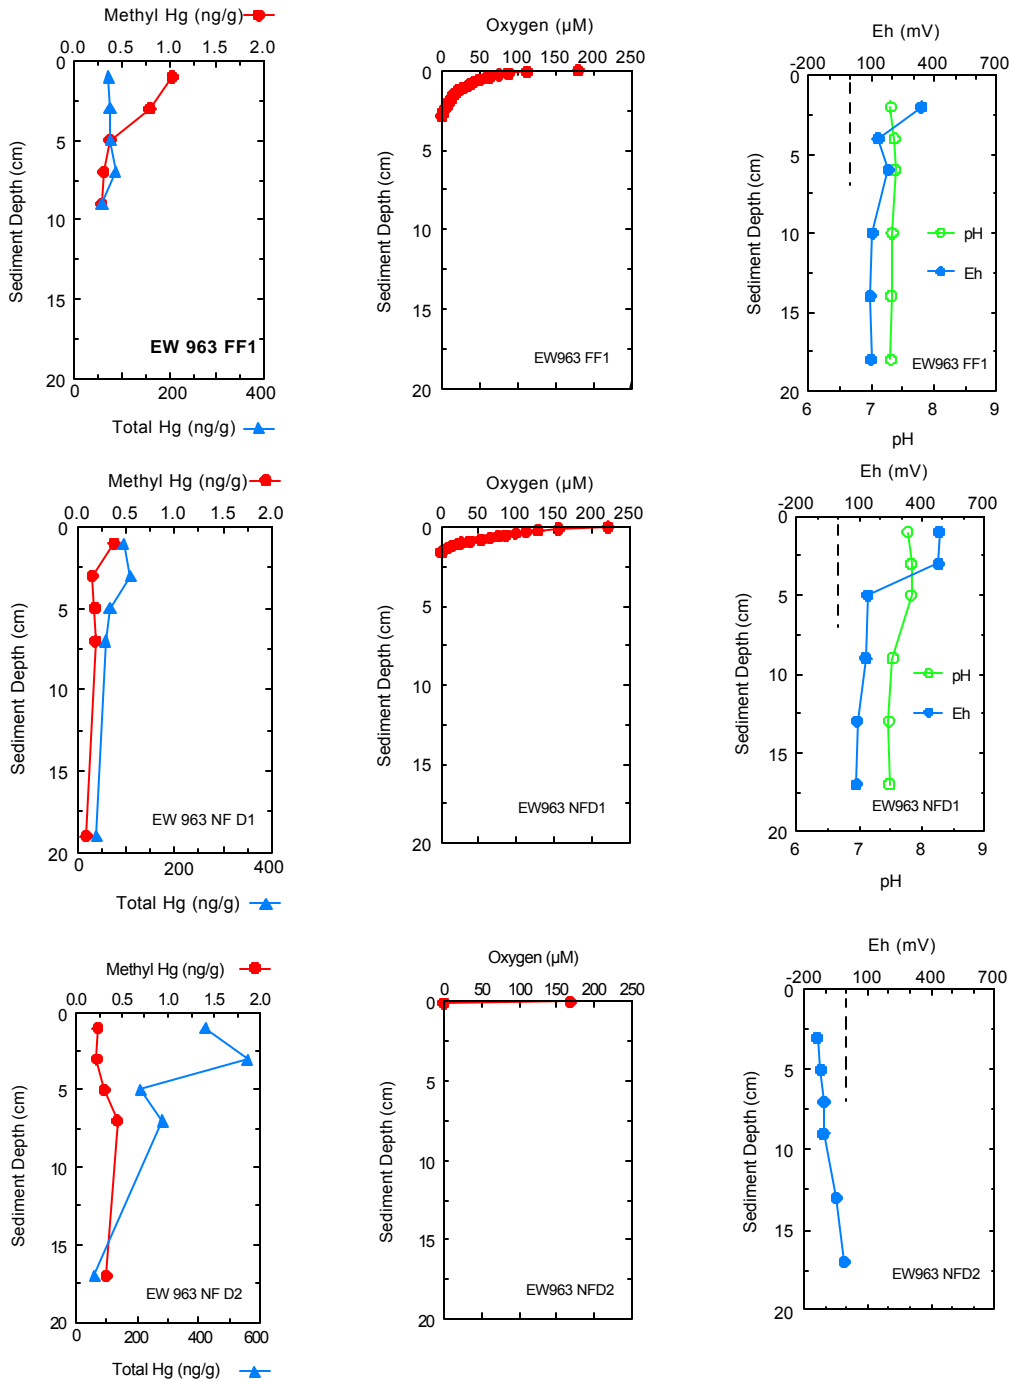 Methyl Hg (ng/g)
0.0 0.5 1.0 1.5 2.0
0
5
10
15
20
Sediment Depth (cm)
EW 963 FF1
0 200 400
Total Hg (ng/g)
Oxygen (µM)
0 50 100 150 200 250
0
5
10
15
20
Sediment Depth (cm)
EW963 FF1
Eh (mV)
-200 100 400 700
0
5
10
15
20
Sediment Depth (cm)
pH
Eh
EW963 FF1
6 7 8 9
pH
Methyl Hg (ng/g)
0.0 0.5 1.0 1.5 2.0
0
5
10
15
20
Sediment Depth (cm)
EW 963 NF D1
0 200 400
Total Hg (ng/g)
Oxygen (µM)
0 50 100 150 200 250
0
5
10
15
20
Sediment Depth (cm)
EW963 NFD1
Eh (mV)
-200 100 400 700
0
5
10
15
20
Sediment Depth (cm)
pH
Eh
EW963 NFD1
6 7 8 9
pH
Methyl Hg (ng/g)
0.0 0.5 1.0 1.5 2.0
0
5
10
15
20
Sediment Depth (cm)
EW 963 NF D2
0 200 400 600
Total Hg (ng/g)
Oxygen (µM)
0 50 100 150 200 250
0
5
10
15
20
Sediment Depth (cm)
EW963 NFD2
Eh (mV)
-200 100 400 700
0
5
10
15
20
Sediment Depth (cm)
EW963 NFD2